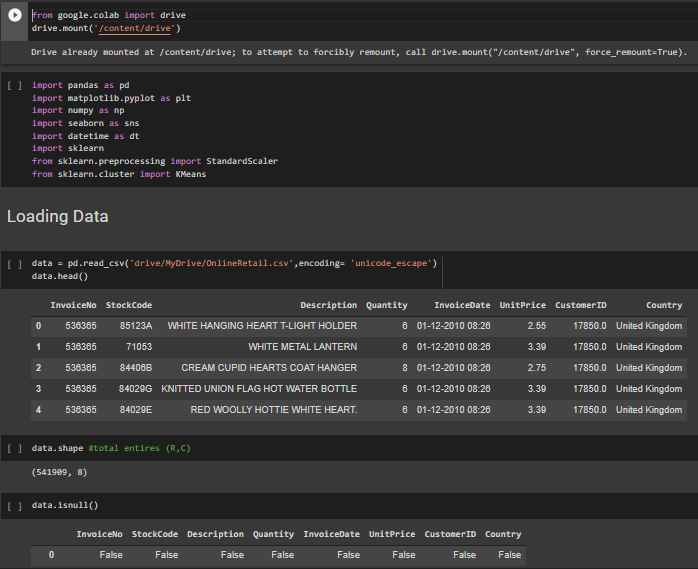 from google.colab import drive
drive.mount('/content/drive')
Drive already mounted at /content/drive; to attempt to forcibly remount, call drive.mount("/content/drive", force_remount=True).
[ ] import pandas as pd
import matplotlib.pyplot as plt
import numpy as np
import seaborn as sns
import datetime as dt
import sklearn
from sklearn.preprocessing import StandardScaler
from sklearn.cluster import KMeans
Loading Data
[ ] data = pd.read_csv('drive/MyDrive/OnlineRetail.csv',encoding= 'unicode_escape')
data.head()
InvoiceNo StockCode Description Quantity InvoiceDate UnitPrice CustomerID Country
0 536365 85123A WHITE HANGING HEART T-LIGHT HOLDER 6 01-12-2010 08:26 2.55 17850.0 United Kingdom
1 536365 71053 WHITE METAL LANTERN 6 01-12-2010 08:26 3.39 17850.0 United Kingdom
2 536365 84406B CREAM CUPID HEARTS COAT HANGER 8 01-12-2010 08:26 2.75 17850.0 United Kingdom
3 536365 84029G KNITTED UNION FLAG HOT WATER BOTTLE 6 01-12-2010 08:26 3.39 17850.0 United Kingdom
4 536365 84029E RED WOOLLY HOTTIE WHITE HEART. 6 01-12-2010 08:26 3.39 17850.0 United Kingdom
[ ] data.shape #total entires (R,C)
(541909, 8)
[ ] data.isnull()
InvoiceNo StockCode Description Quantity InvoiceDate UnitPrice CustomerID Country
0 False False False False False False False False